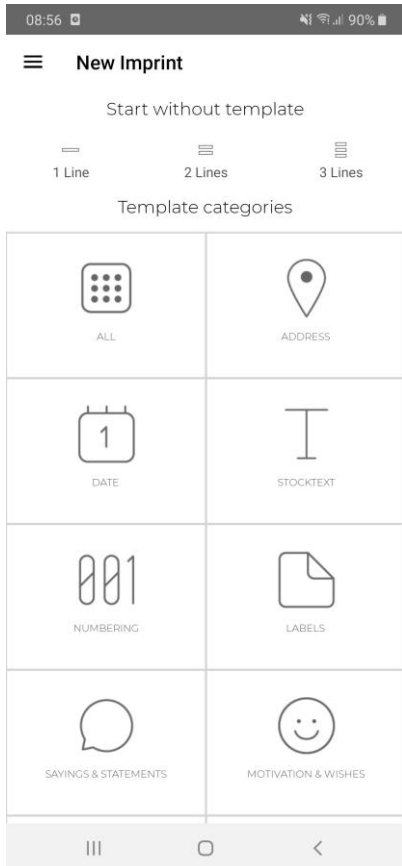 08:56 90%
New Imprint
Start without template
1 Line 2 Lines 3 Lines
Template categories
ALL ADDRESS
1
DATE STOCKTEXT
001
NUMBERING LABELS
SAYINGS & STATEMENTS MOTIVATION & WISHES